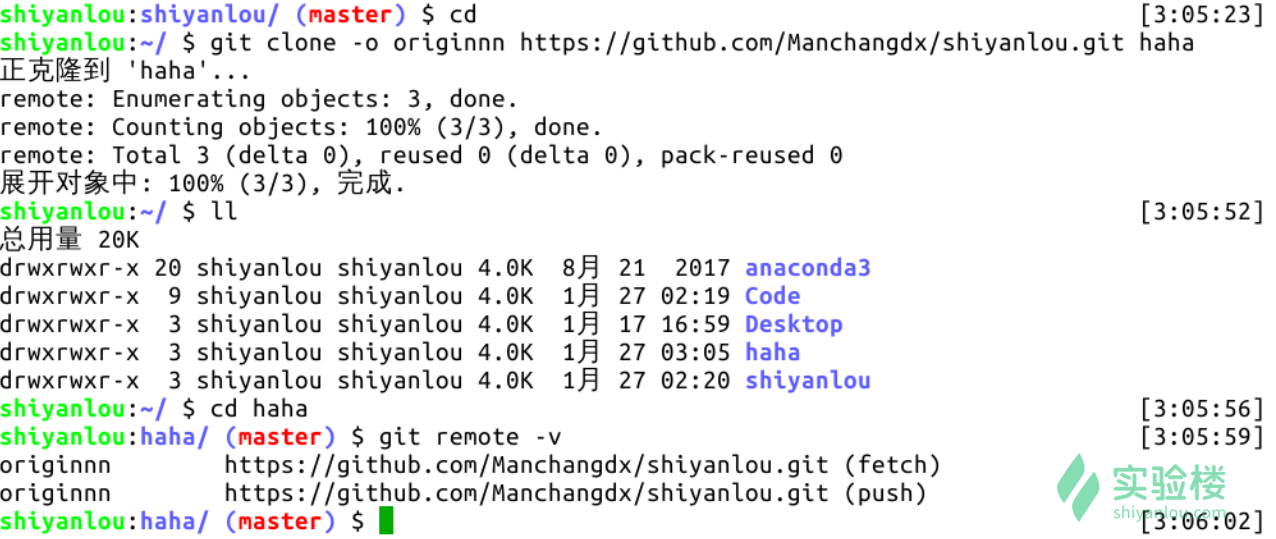 shiyanlou:shiyanlou/ (master) $ cd [3:05:23]
shiyanlou:~/ $ git clone -o originnn https://github.com/Manchangdx/shiyanlou.git haha
正克隆到 'haha'...
remote: Enumerating objects: 3, done.
remote: Counting objects: 100% (3/3), done.
remote: Total 3 (delta 0), reused 0 (delta 0), pack-reused 0
展开对象中: 100% (3/3), 完成.
shiyanlou:~/ $ ll [3:05:52]
总用量 20K
drwxrwxr-x 20 shiyanlou shiyanlou 4.0K 8月 21 2017 anaconda3
drwxrwxr-x 9 shiyanlou shiyanlou 4.0K 1月 27 02:19 Code
drwxrwxr-x 3 shiyanlou shiyanlou 4.0K 1月 17 16:59 Desktop
drwxrwxr-x 3 shiyanlou shiyanlou 4.0K 1月 27 03:05 haha
drwxrwxr-x 3 shiyanlou shiyanlou 4.0K 1月 27 02:20 shiyanlou
shiyanlou:~/ $ cd haha [3:05:56]
shiyanlou:haha/ (master) $ git remote -v [3:05:59]
originnn https://github.com/Manchangdx/shiyanlou.git (fetch)
originnn https://github.com/Manchangdx/shiyanlou.git (push)
实验楼
shiyanlou.com
shiyanlou:haha/ (master) $ [3:06:02]